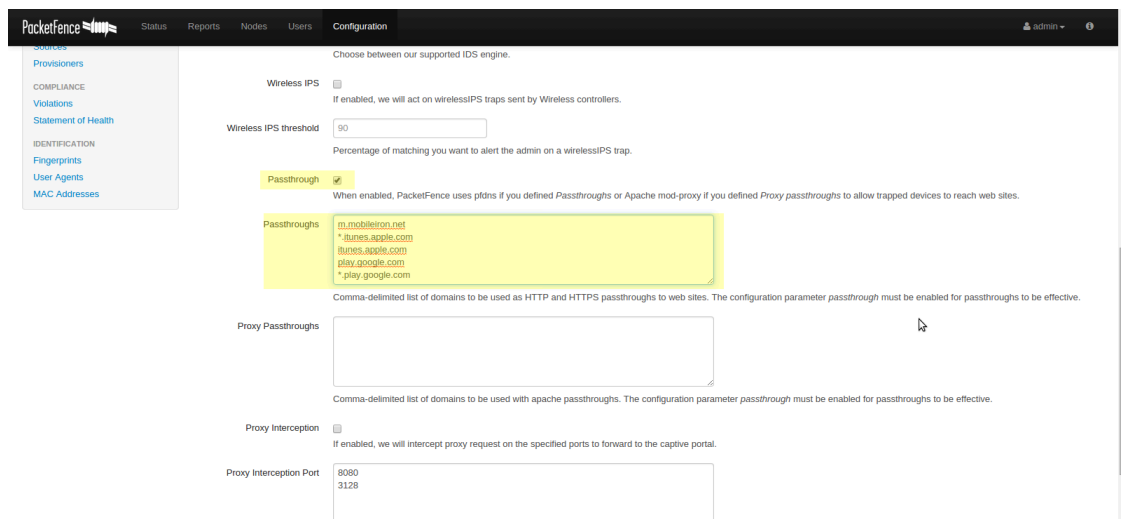 PacketFence Status Reports Nodes Users Configuration admin
Sources
Choose between our supported IDS engine.
Provisioners
COMPLIANCE
Violations
Statement of Health
IDENTIFICATION
Fingerprints
User Agents
MAC Addresses
Wireless IPS
If enabled, we will act on wirelessIPS traps sent by Wireless controllers.
Wireless IPS threshold 90
Percentage of matching you want to alert the admin on a wirelessIPS trap.
Passthrough
When enabled, PacketFence uses pfdns if you defined Passthroughs or Apache mod-proxy if you defined Proxy passthroughs to allow trapped devices to reach web sites.
Passthroughs m.mobileiron.net
*.itunes.apple.com
itunes.apple.com
play.google.com
*.play.google.com
Comma-delimited list of domains to be used as HTTP and HTTPS passthroughs to web sites. The configuration parameter passthrough must be enabled for passthroughs to be effective.
Proxy Passthroughs
Comma-delimited list of domains to be used with apache passthroughs. The configuration parameter passthrough must be enabled for passthroughs to be effective.
Proxy Interception
If enabled, we will intercept proxy request on the specified ports to forward to the captive portal.
Proxy Interception Port 8080
3128